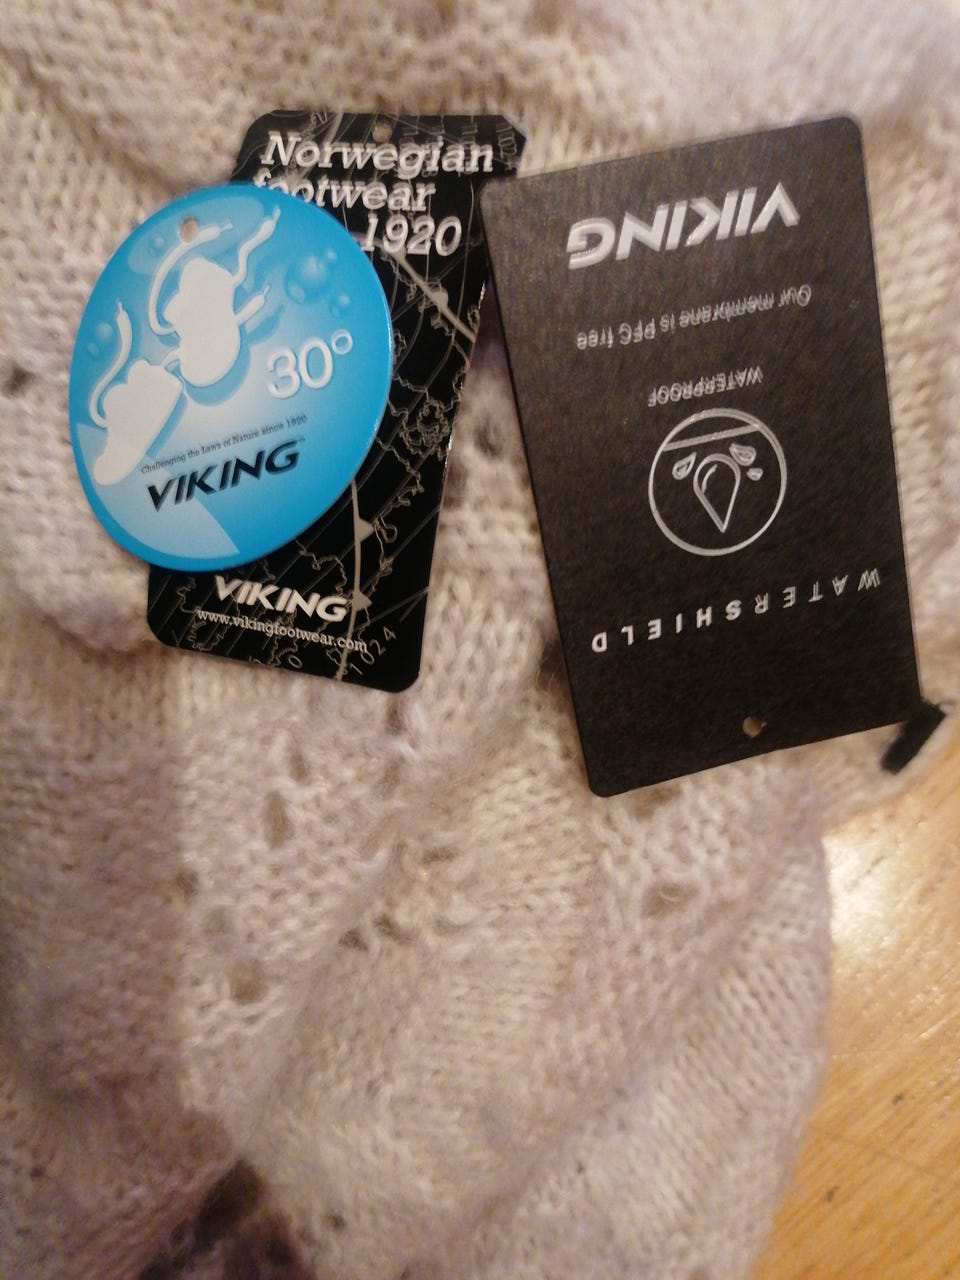 Norwegian
footwear
1920
30°
Challenging the Laws of Nature since 1920
VIKING
VIKING
www.vikingfootwear.com
1024
WATERSHIELD
WATERPROOF
Our membrane is PFC free
VIKING